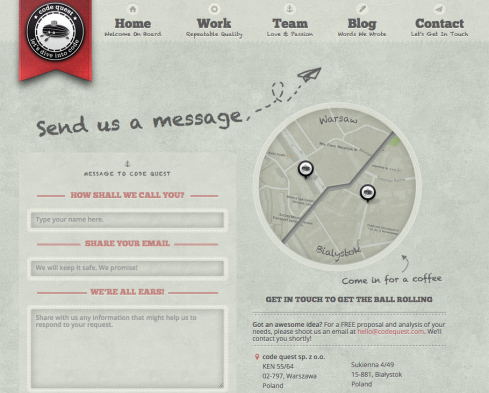 code quest
let's dive into code
Home
Work
Team
Blog
Contact
Welcome On Board
Repeatable Quality
Love & Passion
Words We Wrote
Let's Get In Touch
Send us a message
Warsaw
Białystok
Come in for a coffee
MESSAGE TO CODE QUEST
HOW SHALL WE CALL YOU?
Type your name here.
SHARE YOUR EMAIL
We will keep it safe. We promise!
WE'RE ALL EARS!
Share with us any information that might help us to
respond to your request.
GET IN TOUCH TO GET THE BALL ROLLING
Got an awesome idea? For a FREE proposal and analysis of your
needs, please shoot us an email at hello@codequest.com. We'll
contact you shortly!
code quest sp. z o.o.
KEN 55/64
02-797, Warszawa
Poland
Sukienna 4/49
15-881, Białystok
Poland